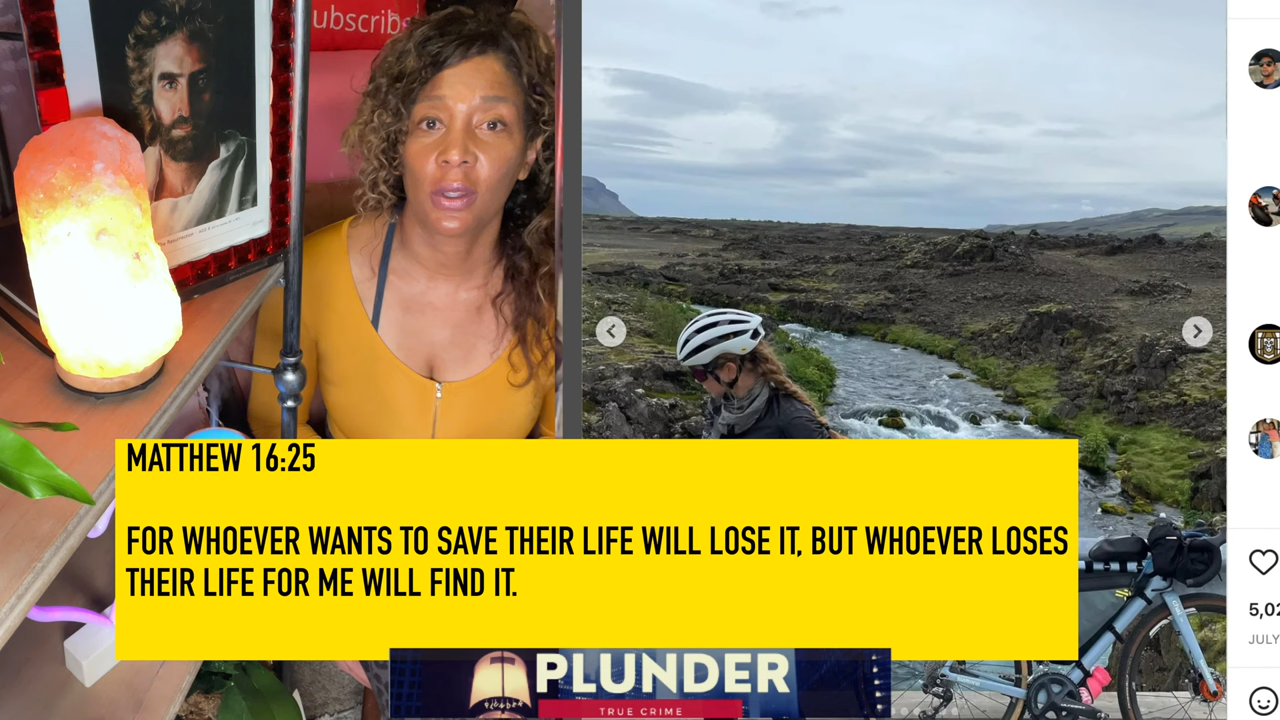 ubscribe
MATTHEW 16:25
FOR WHOEVER WANTS TO SAVE THEIR LIFE WILL LOSE IT, BUT WHOEVER LOSES
THEIR LIFE FOR ME WILL FIND IT.
5,02
JULY
PLUNDER
TRUE CRIME